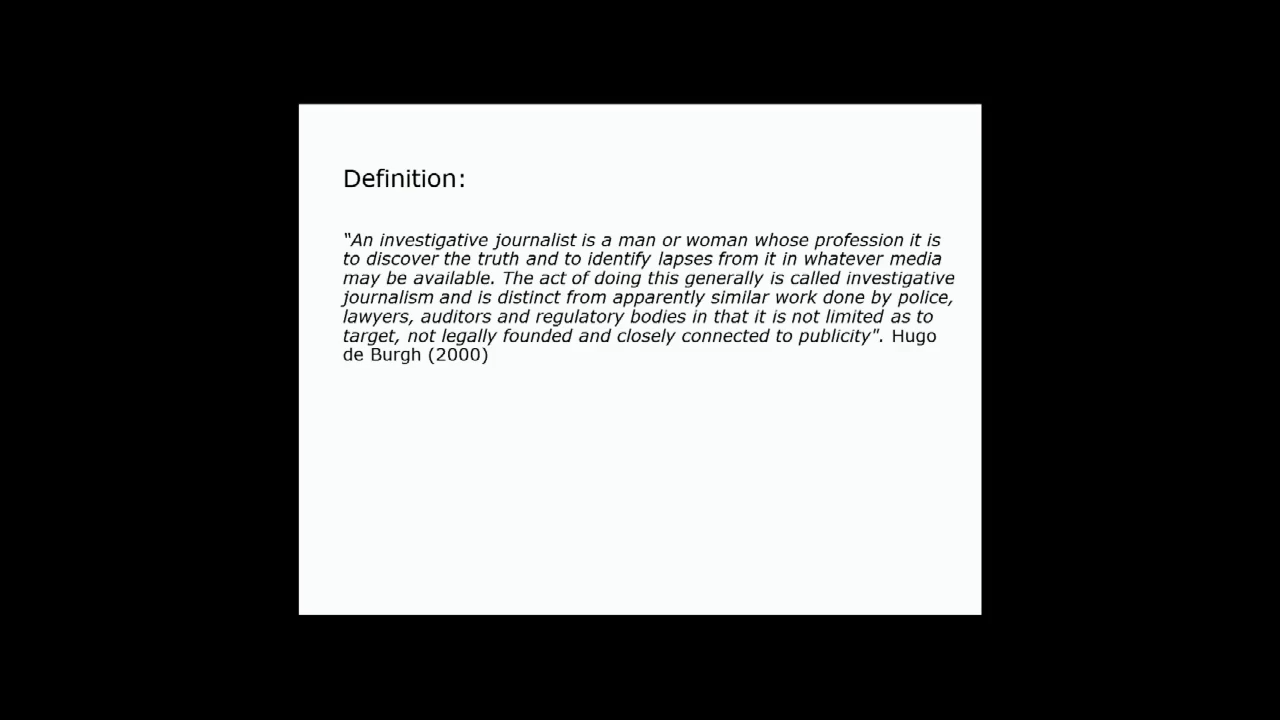 Definition:
“An investigative journalist is a man or woman whose profession it is
to discover the truth and to identify lapses from it in whatever media
may be available. The act of doing this generally is called investigative
journalism and is distinct from apparently similar work done by police,
lawyers, auditors and regulatory bodies in that it is not limited as to
target, not legally founded and closely connected to publicity". Hugo
de Burgh (2000)